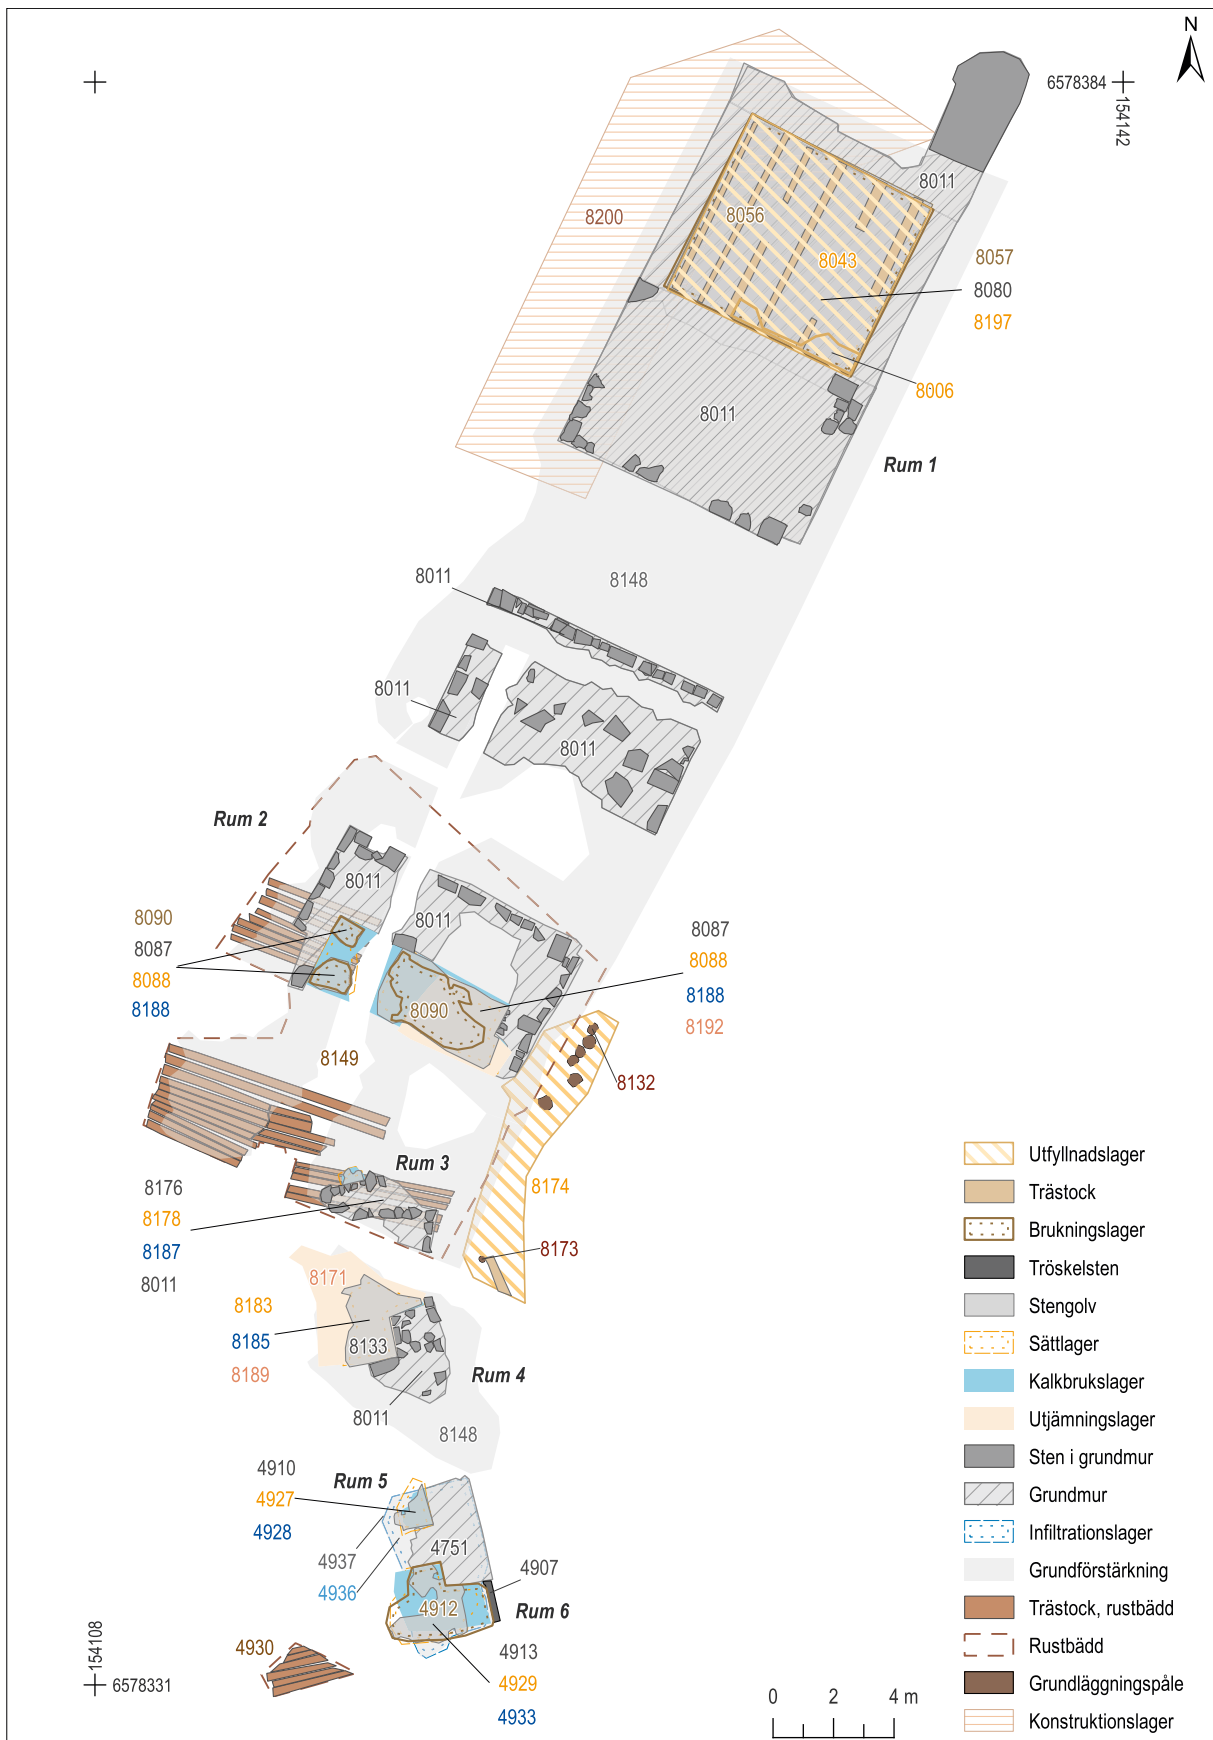 N
6578384
154142
8011
8200
8056
8043
8057
8080
8197
8006
8011
Rum 1
8011
8148
8011
8011
Rum 2
8011
8090
8011
8087
8087
8088
8088
8188
8188
8090
8192
8149
8132
Rum 3
8176
8174
8178
8187
8173
8011
8171
8183
8185
8133
8189
Rum 4
8011
8148
4910
Rum 5
4927
4928
4751
4937
4907
4936
4912
Rum 6
154108
4930
4913
4929
6578331
4933
0 2 4 m
Utfyllnadslager
Trästock
Brukningslager
Tröskelsten
Stengolv
Sättlager
Kalkbrukslager
Utjämningslager
Sten i grundmur
Grundmur
Infiltrationslager
Grundförstärkning
Trästock, rustbädd
Rustbädd
Grundläggningspåle
Konstruktionslager